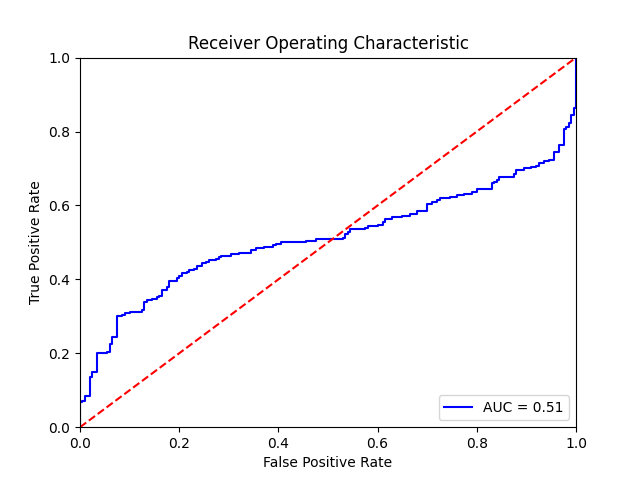 Receiver Operating Characteristic
True Positive Rate
1.0
0.8
0.6
0.4
0.2
0.0
AUC = 0.51
0.0 0.2 0.4 0.6 0.8 1.0
False Positive Rate